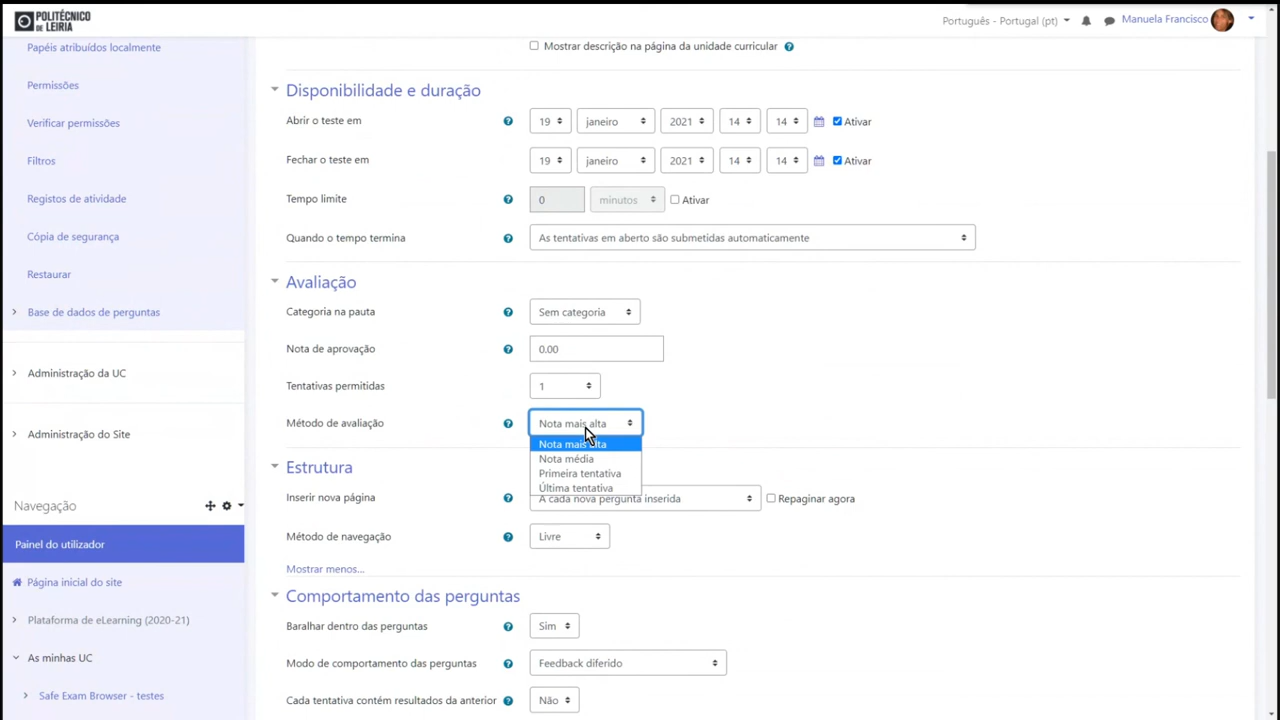 POLITÉCNICO
DE LEIRIA
Português - Portugal (pt)
Manuela Francisco
Papéis atribuídos localmente
Permissões
Verificar permissões
Filtros
Registos de atividade
Cópia de segurança
Restaurar
Base de dados de perguntas
Administração da UC
Administração do Site
Navegação
Painel do utilizador
Página inicial do site
Plataforma de eLearning (2020-21)
As minhas UC
Safe Exam Browser - testes
Mostrar descrição na página da unidade curricular
Disponibilidade e duração
Abrir o teste em 19 janeiro 2021 14 14 Ativar
Fechar o teste em 19 janeiro 2021 14 14 Ativar
Tempo limite 0 minutos Ativar
Quando o tempo termina As tentativas em aberto são submetidas automaticamente
Avaliação
Categoria na pauta Sem categoria
Nota de aprovação 0.00
Tentativas permitidas 1
Método de avaliação Nota mais alta
Nota mais alta
Nota média
Primeira tentativa
Última tentativa
Estrutura
Inserir nova página A cada nova pergunta inserida Repaginar agora
Método de navegação Livre
Mostrar menos...
Comportamento das perguntas
Baralhar dentro das perguntas Sim
Modo de comportamento das perguntas Feedback diferido
Cada tentativa contém resultados da anterior Não